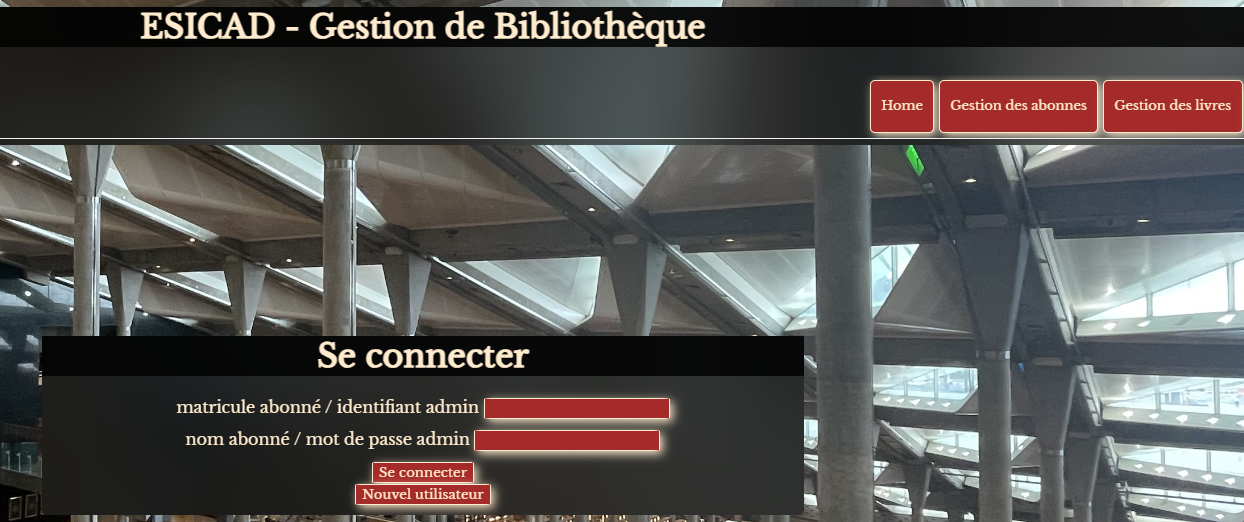 ESICAD - Gestion de Bibliothèque
Home
Gestion des abonnes
Gestion des livres
Se connecter
matricule abonné / identifiant admin
nom abonné / mot de passe admin
Se connecter
Nouvel utilisateur